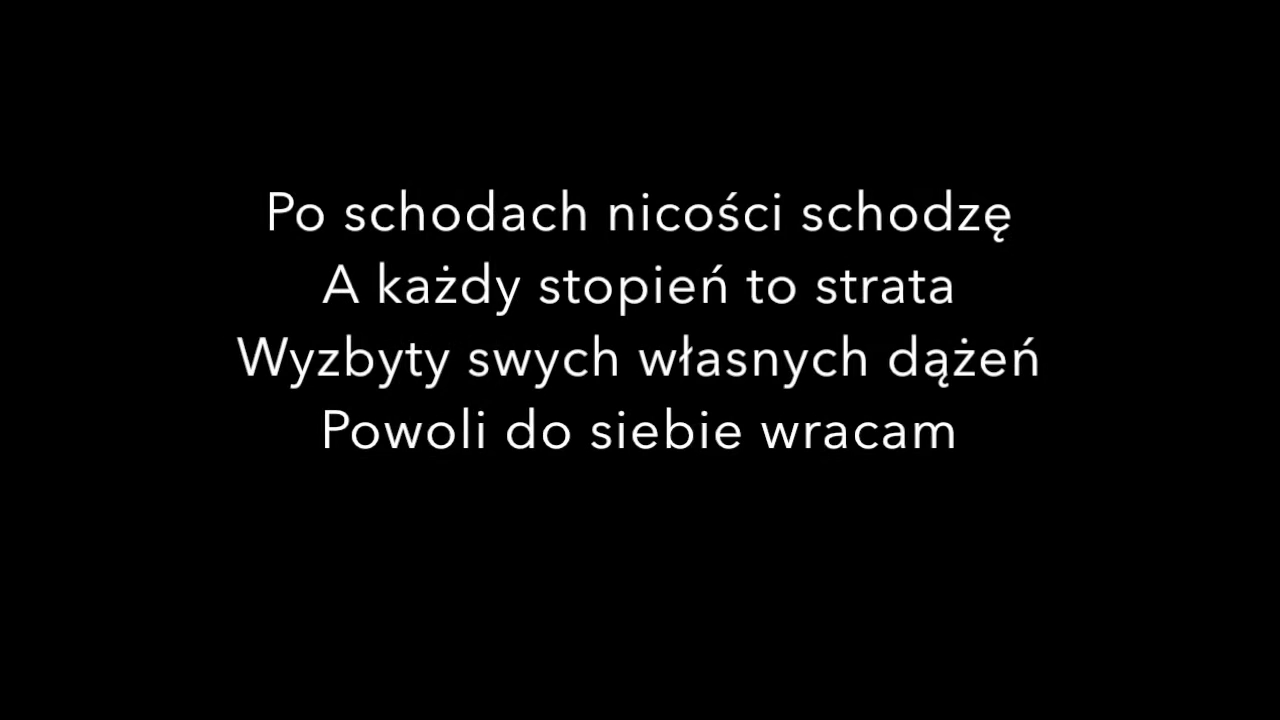 Po schodach nicości schodzę
A każdy stopień to strata
Wyzbyty swych własnych dążeń
Powoli do siebie wracam